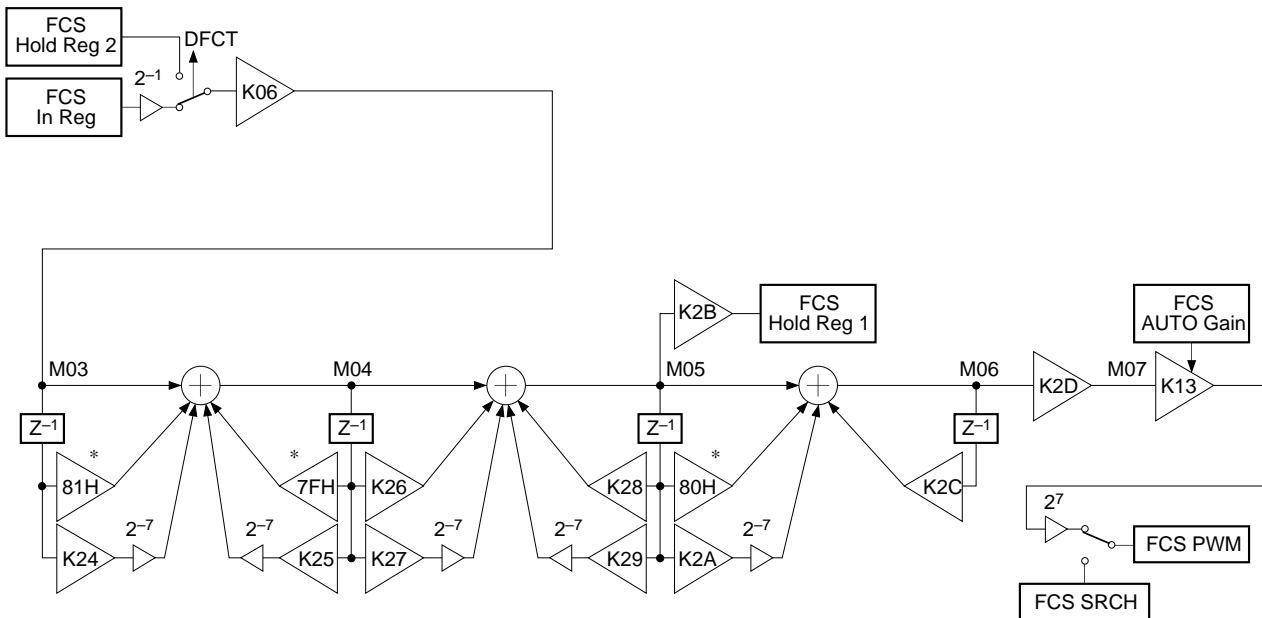 FCS
Hold Reg 2
DFCT
2⁻¹
FCS
In Reg
K06
K2B
FCS
Hold Reg 1
FCS
AUTO Gain
M03
M04
M05
M06
K2D
M07
K13
Z⁻¹
Z⁻¹
Z⁻¹
Z⁻¹
*
*
*
81H
7FH
K26
K28
80H
K2C
2⁻⁷
2⁻⁷
2⁻⁷
2⁻⁷
2⁻⁷
K24
K25
K27
K29
K2A
2⁷
FCS PWM
FCS SRCH